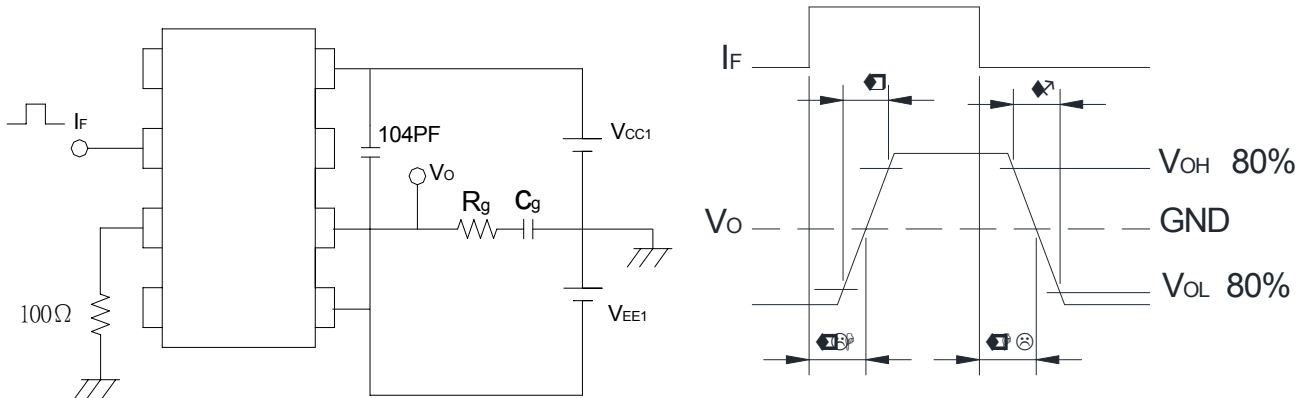 IF
104PF
VCC1
VO
Rg
Cg
100Ω
VEE1
IF
VOH 80%
VO
GND
VOL 80%